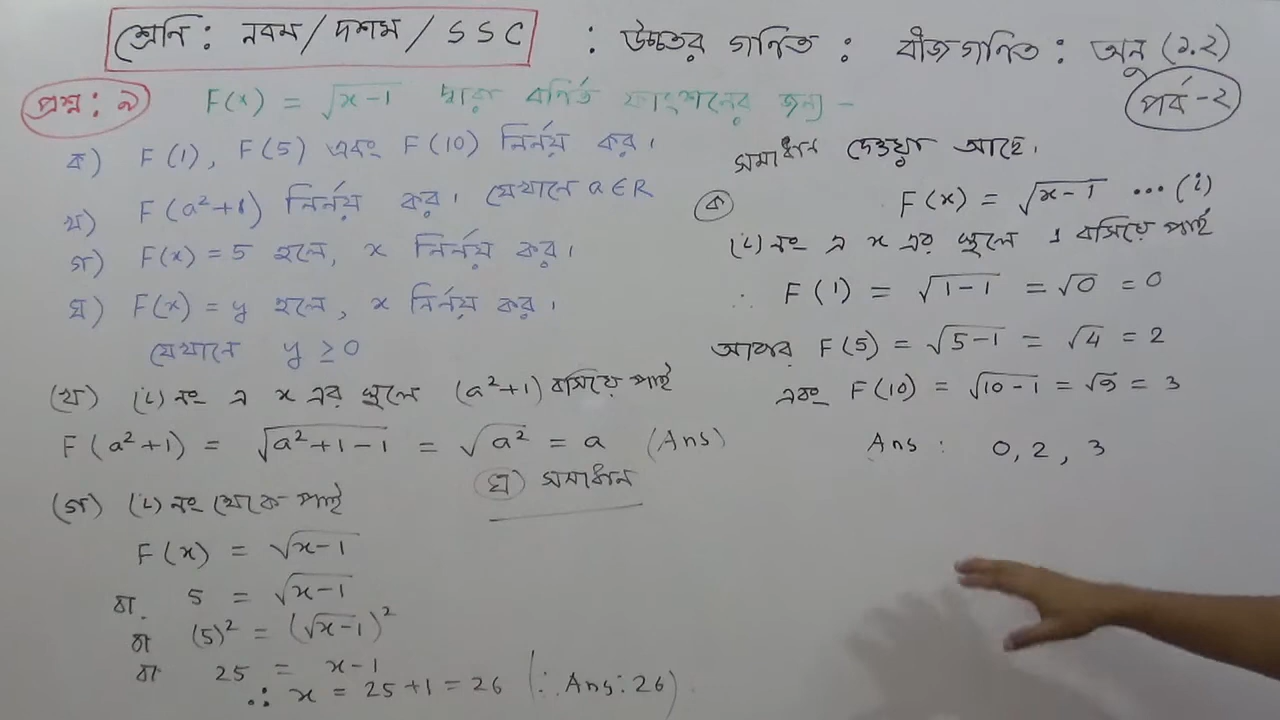 শ্রেনি : নবম / দশম / SSC : উচ্চতর গণিত : বীজগণিত : অনু (১.২)
পর্ব -২
প্রশ্ন : ৯ F(x) = √x-1 দ্বারা বর্ণিত ফাংশনের জন্য -
ক) F(1), F(5) এবং F(10) নির্নয় কর।
খ) F(a²+1) নির্নয় কর। যেখানে a∈R
গ) F(x) = 5 হলে, x নির্নয় কর।
ঘ) F(x) = y হলে, x নির্নয় কর।
যেখানে y ≥ 0
(খ) (i) নং এ x এর স্থলে (a²+1) বসিয়ে পাই
F(a²+1) = √a²+1-1 = √a² = a (Ans)
(গ) (i) নং থেকে পাই
F(x) = √x-1
বা. 5 = √x-1
বা (5)² = (√x-1)²
বা 25 = x-1
∴ x = 25+1 = 26 (∴ Ans: 26)
ঘ) সমাধান
সমাধান দেওয়া আছে।
ক F(x) = √x-1 ... (i)
(i) নং এ x এর স্থলে 1 বসিয়ে পাই
∴ F(1) = √1-1 = √0 = 0
আবার F(5) = √5-1 = √4 = 2
এবং F(10) = √10-1 = √9 = 3
Ans : 0, 2, 3